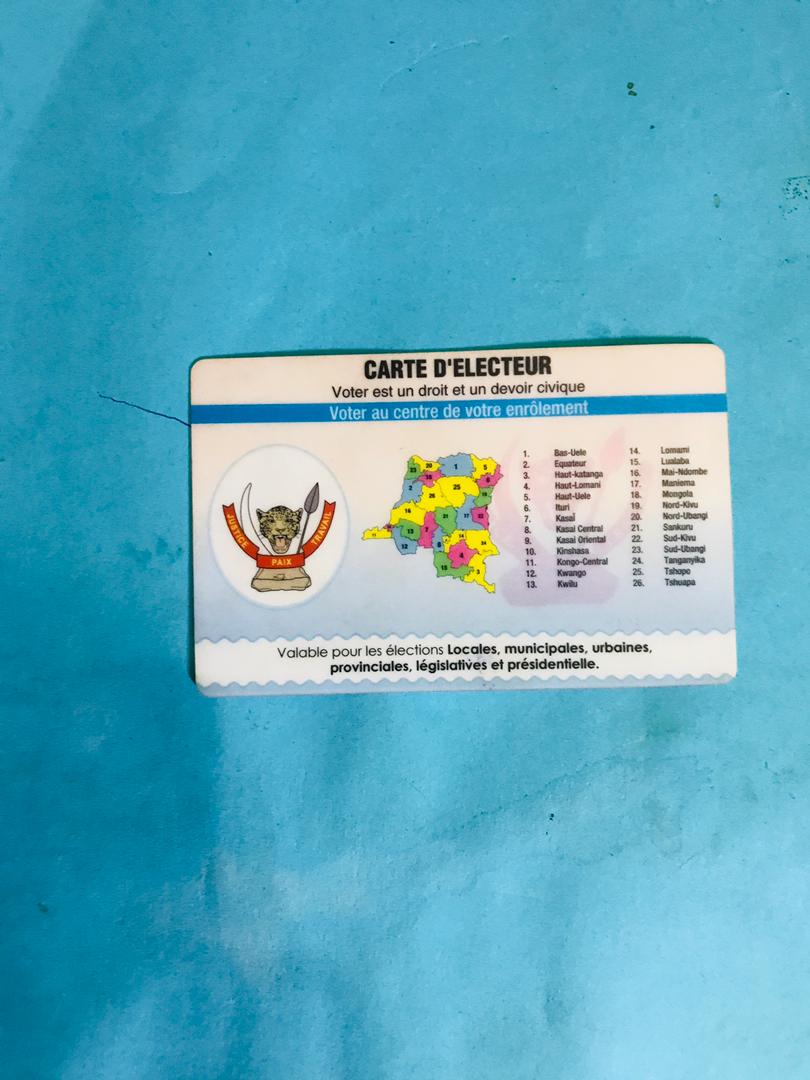 CARTE D'ELECTEUR
Voter est un droit et un devoir civique
Voter au centre de votre enrôlement
JUSTICE
PAIX
TRAVAIL
1. Bas-Uele
2. Equateur
3. Haut-katanga
4. Haut-Lomani
5. Haut-Uele
6. Ituri
7. Kasaï
8. Kasai Central
9. Kasai Oriental
10. Kinshasa
11. Kongo-Central
12. Kwango
13. Kwilu
14. Lomami
15. Lualaba
16. Mai-Ndombe
17. Maniema
18. Mongola
19. Nord-Kivu
20. Nord-Ubangi
21. Sankuru
22. Sud-Kivu
23. Sud-Ubangi
24. Tanganyika
25. Tshopo
26. Tshuapa
Valable pour les élections Locales, municipales, urbaines,
provinciales, législatives et présidentielle.